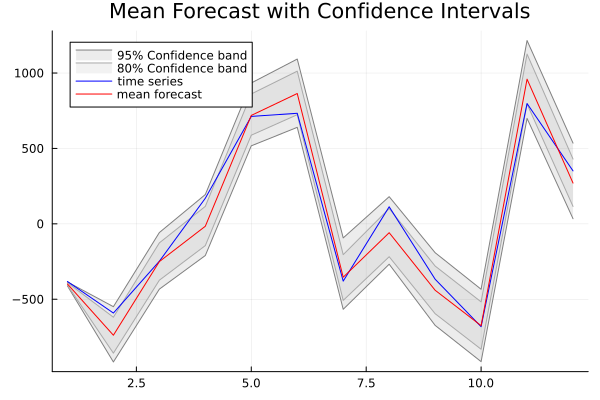 Mean Forecast with Confidence Intervals
95% Confidence band
80% Confidence band
time series
mean forecast
1000
500
0
−500
2.5 5.0 7.5 10.0